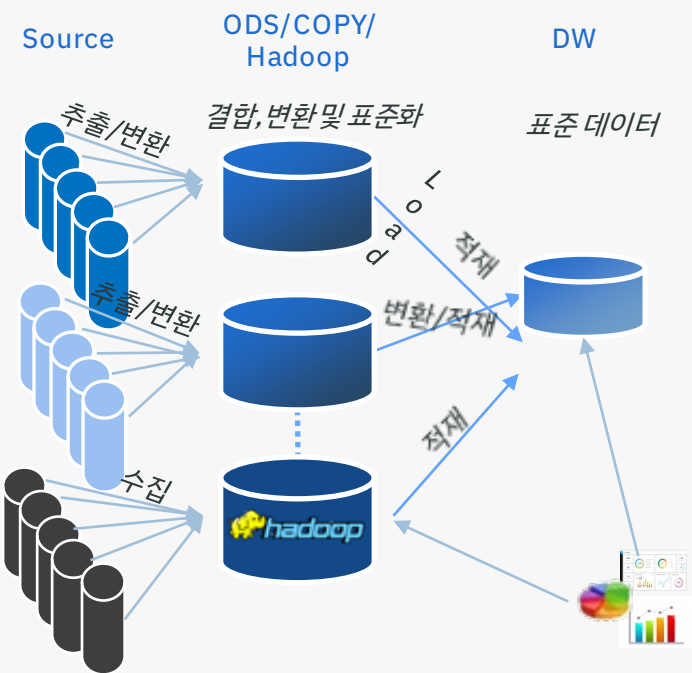 Source
ODS/COPY/
Hadoop
DW
추출/변환
결합,변환 및 표준화
표준 데이터
Load
적재
추출/변환
변환/적재
적재
수집
hadoop